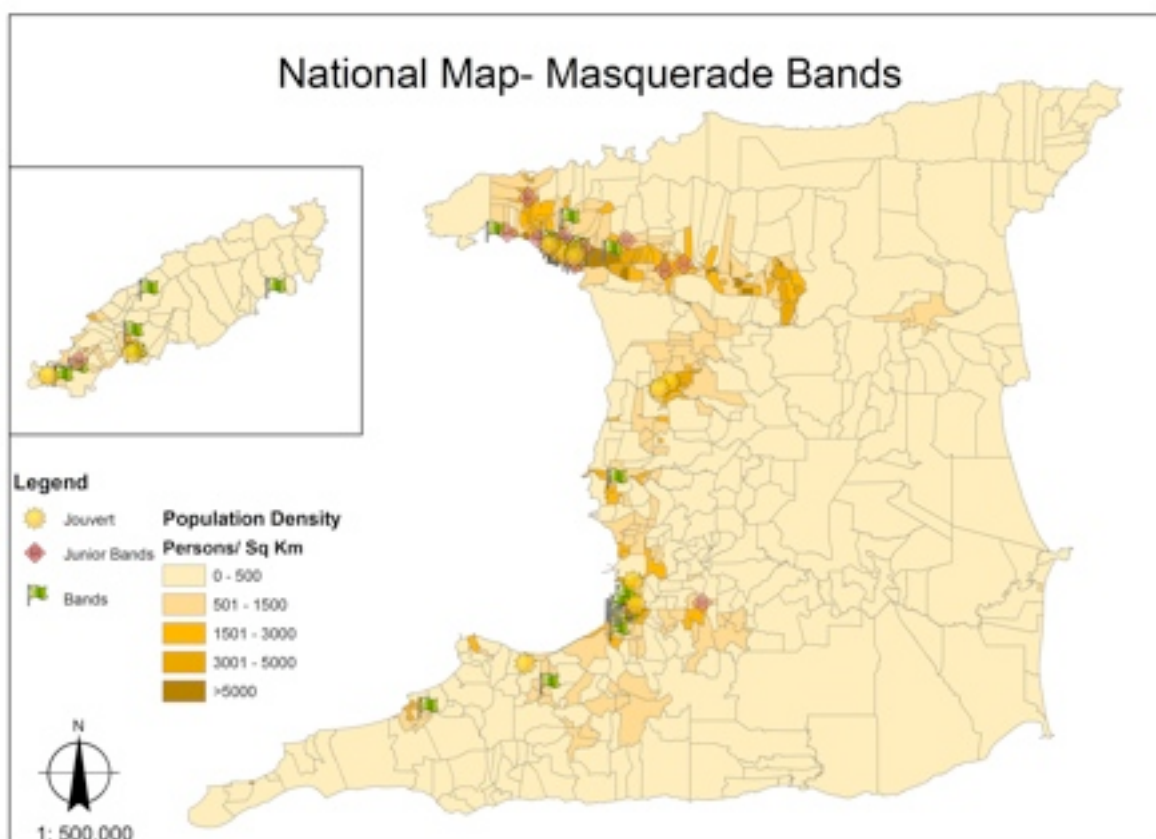 National Map- Masquerade Bands
Legend
Jouvert
Junior Bands
Bands
Population Density
Persons/ Sq Km
0 - 500
501 - 1500
1501 - 3000
3001 - 5000
>5000
N
1: 500,000